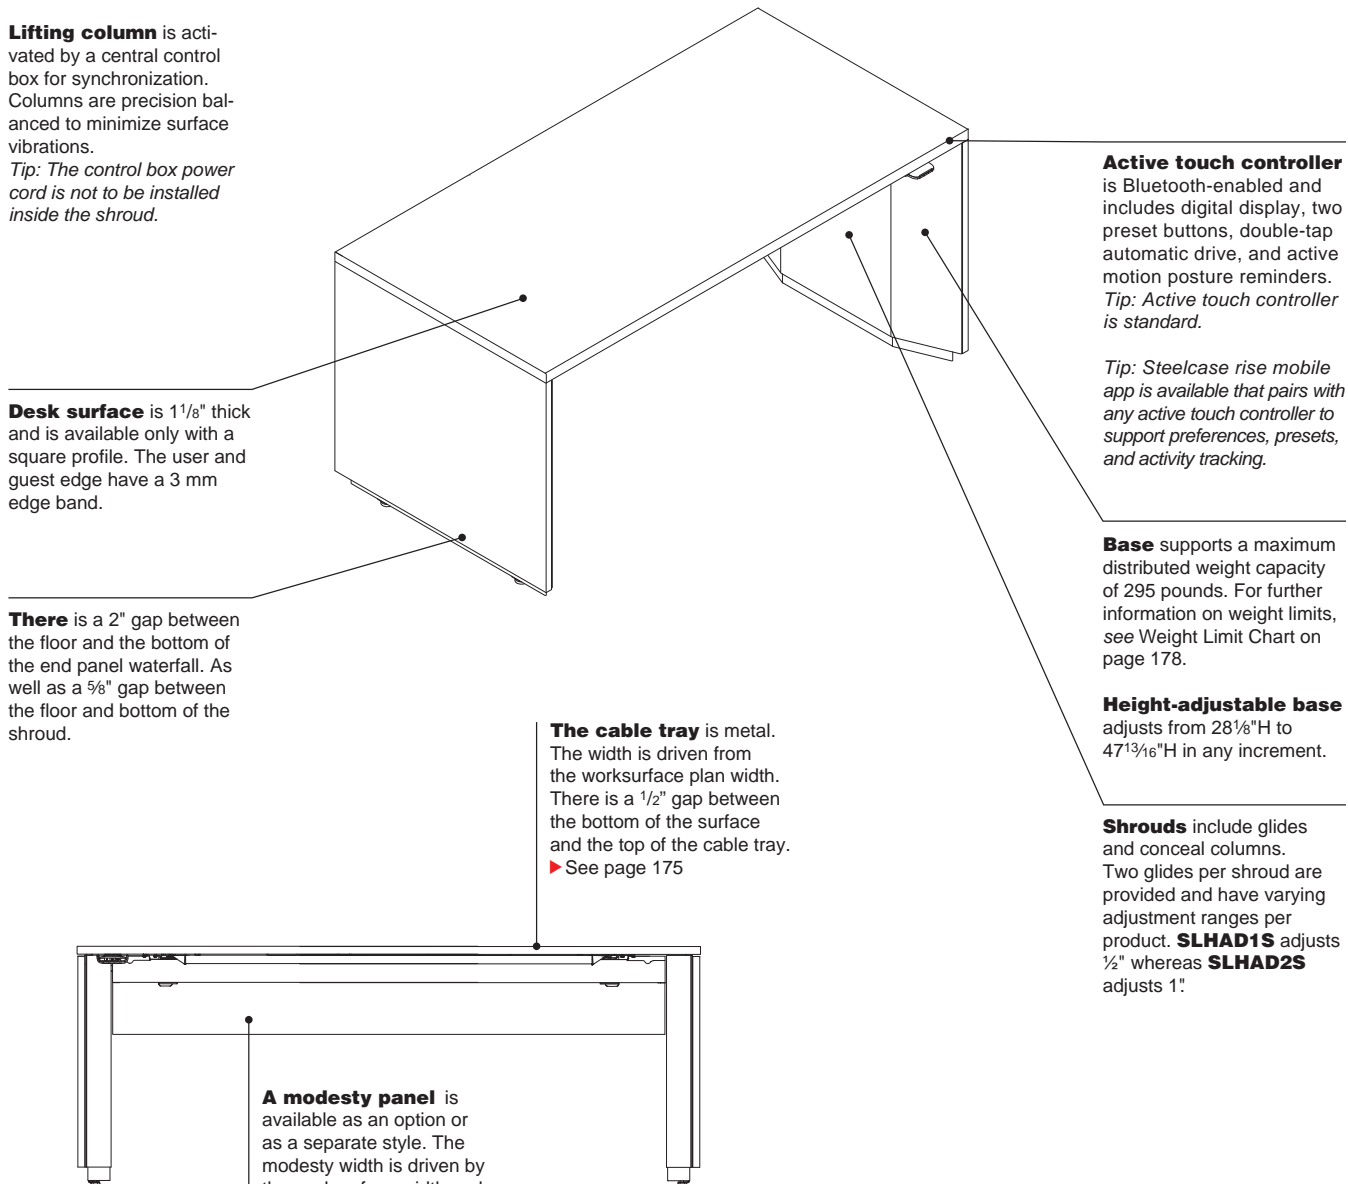 Lifting column is acti-
vated by a central control
box for synchronization.
Columns are precision bal-
anced to minimize surface
vibrations.
Tip: The control box power
cord is not to be installed
inside the shroud.
Desk surface is 1 1/8" thick
and is available only with a
square profile. The user and
guest edge have a 3 mm
edge band.
There is a 2" gap between
the floor and the bottom of
the end panel waterfall. As
well as a 5/8" gap between
the floor and bottom of the
shroud.
Active touch controller
is Bluetooth-enabled and
includes digital display, two
preset buttons, double-tap
automatic drive, and active
motion posture reminders.
Tip: Active touch controller
is standard.
Tip: Steelcase rise mobile
app is available that pairs with
any active touch controller to
support preferences, presets,
and activity tracking.
Base supports a maximum
distributed weight capacity
of 295 pounds. For further
information on weight limits,
see Weight Limit Chart on
page 178.
Height-adjustable base
adjusts from 28 1/8"H to
47 13/16"H in any increment.
Shrouds include glides
and conceal columns.
Two glides per shroud are
provided and have varying
adjustment ranges per
product. SLHAD1S adjusts
½" whereas SLHAD2S
adjusts 1".
The cable tray is metal.
The width is driven from
the worksurface plan width.
There is a 1/2” gap between
the bottom of the surface
and the top of the cable tray.
See page 175
A modesty panel is
available as an option or
as a separate style. The
modesty width is driven by